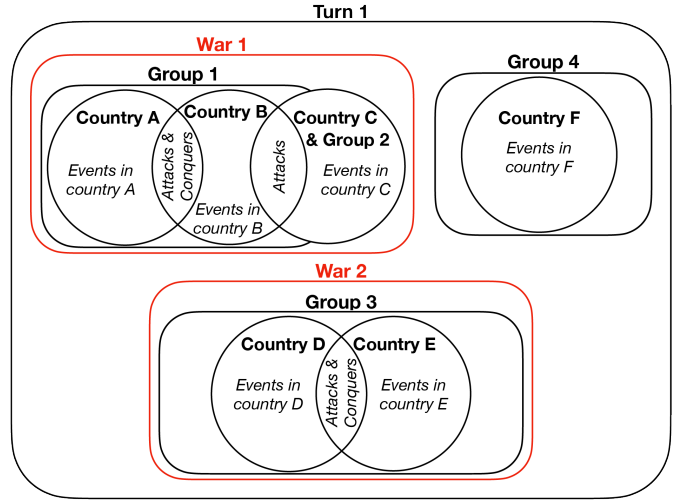 Turn 1
War 1
Group 1
Country A
Events in
country A
Attacks &
Conquers
Country B
Events in
country B
Attacks
Country C
& Group 2
Events in
country C
Group 4
Country F
Events in
country F
War 2
Group 3
Country D
Events in
country D
Attacks &
Conquers
Country E
Events in
country E